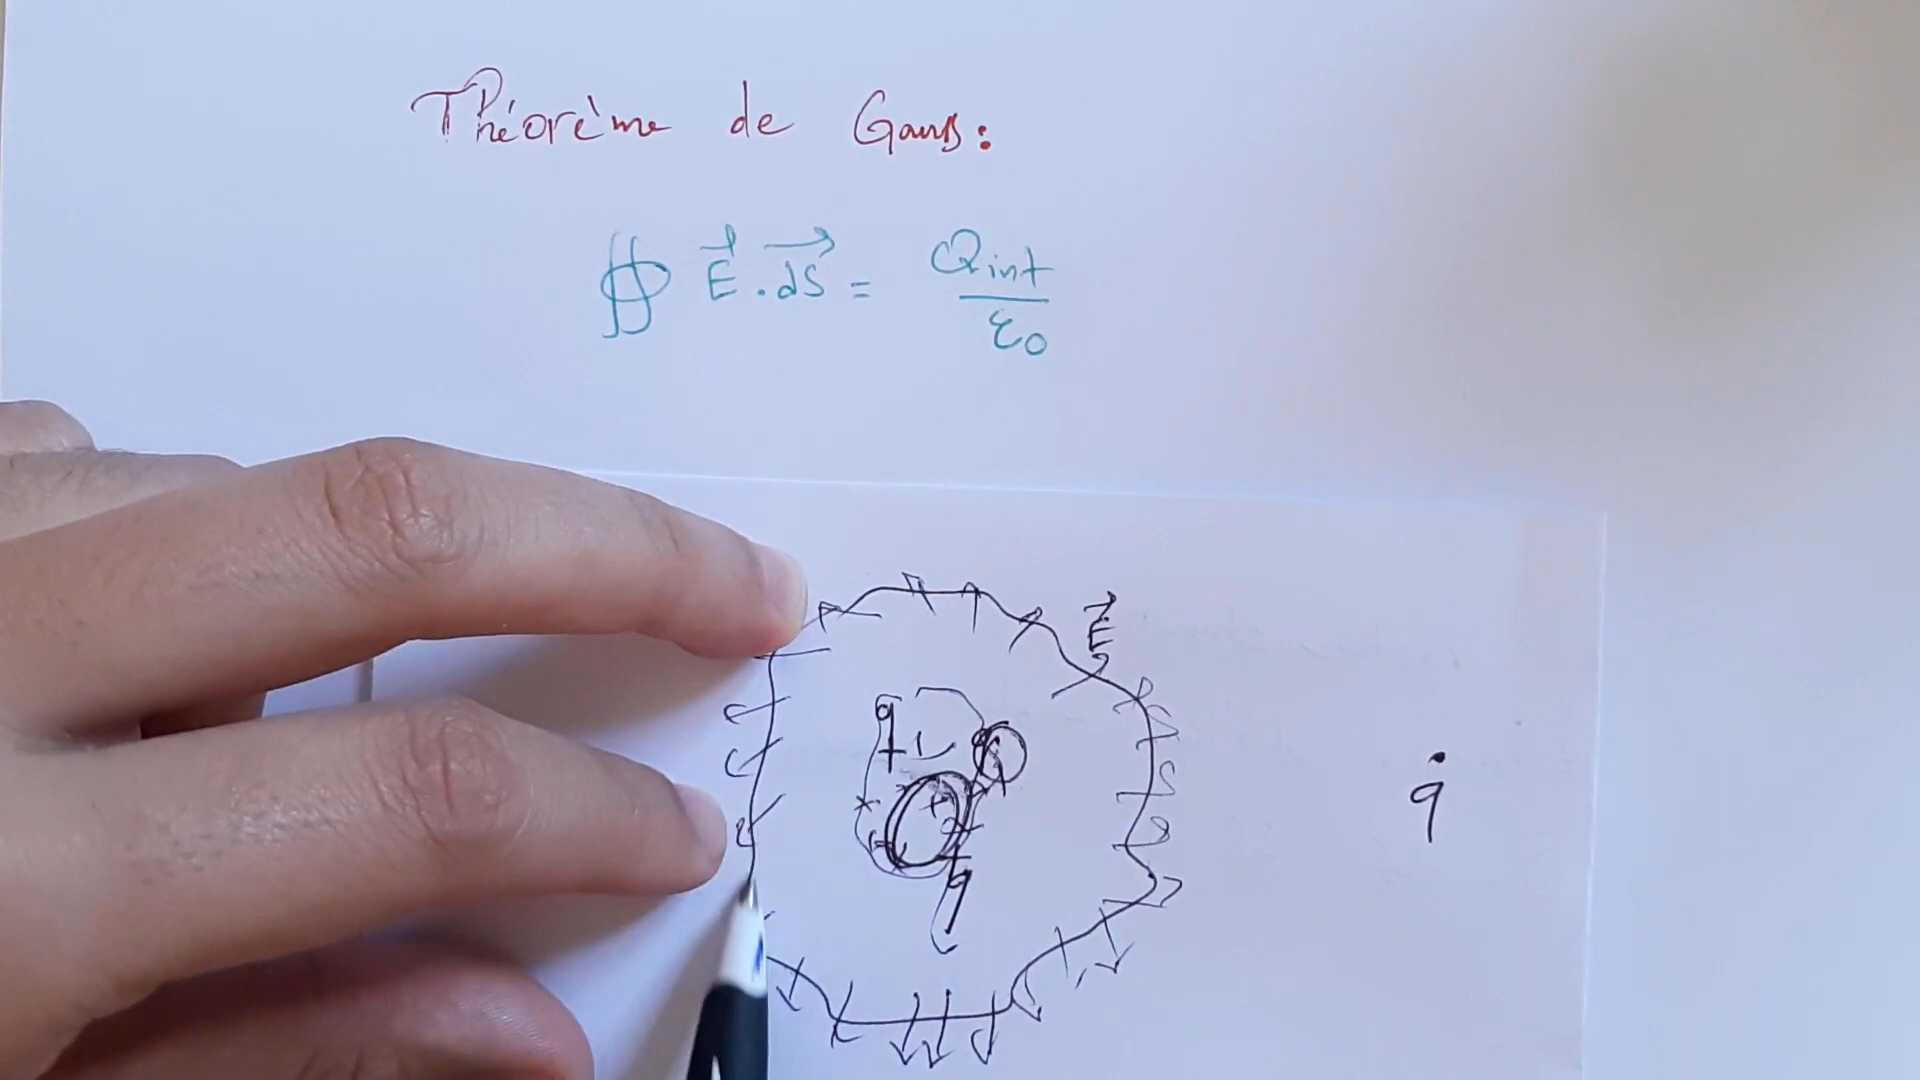 Théorème de Gauss:
∯ E⃗ . dS⃗ = Qint / ε0
E⃗
q
q
q